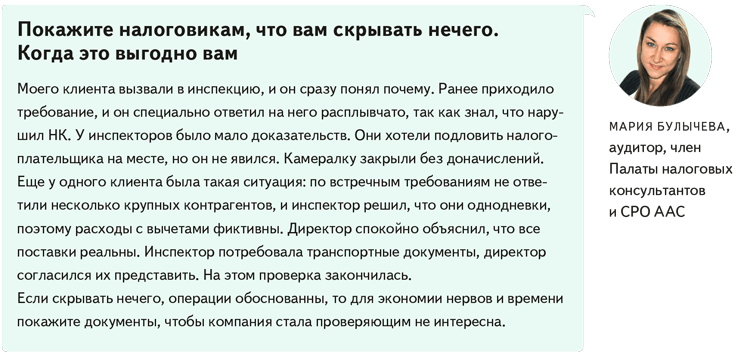 Покажите налоговикам, что вам скрывать нечего.
Когда это выгодно вам
Моего клиента вызвали в инспекцию, и он сразу понял почему. Ранее приходило
требование, и он специально ответил на него расплывчато, так как знал, что нару-
шил НК. У инспекторов было мало доказательств. Они хотели подловить налого-
плательщика на месте, но он не явился. Камералку закрыли без доначислений.
Еще у одного клиента была такая ситуация: по встречным требованиям не отве-
тили несколько крупных контрагентов, и инспектор решил, что они однодневки,
поэтому расходы с вычетами фиктивны. Директор спокойно объяснил, что все
поставки реальны. Инспектор потребовала транспортные документы, директор
согласился их представить. На этом проверка закончилась.
Если скрывать нечего, операции обоснованны, то для экономии нервов и времени
покажите документы, чтобы компания стала проверяющим не интересна.
МАРИЯ БУЛЫЧЕВА,
аудитор, член
Палаты налоговых
консультантов
и СРО ААС